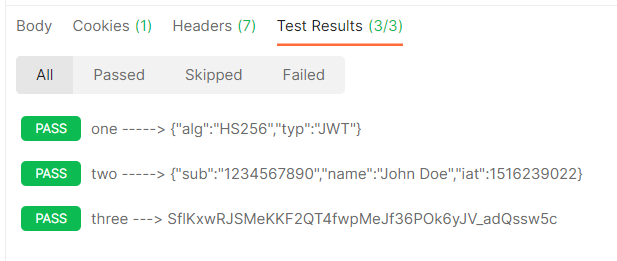 Body Cookies (1) Headers (7) Test Results (3/3)
All Passed Skipped Failed
PASS one -----> {"alg":"HS256","typ":"JWT"}
PASS two -----> {"sub":"1234567890","name":"John Doe","iat":1516239022}
PASS three ---> SflKxwRJSMeKKF2QT4fwpMeJf36POk6yJV_adQssw5c